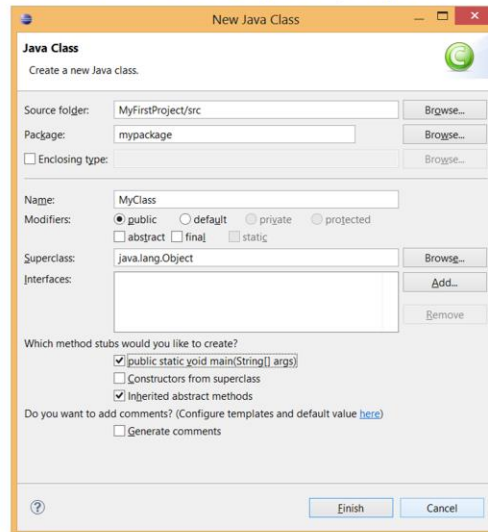 New Java Class
Java Class
Create a new Java class.
C
Source folder: MyFirstProject/src Browse...
Package: mypackage Browse...
Enclosing type: Browse...
Name: MyClass
Modifiers: public default private protected
abstract final static
Superclass: java.lang.Object Browse...
Interfaces: Add...
Remove
Which method stubs would you like to create?
public static void main(String[] args)
Constructors from superclass
Inherited abstract methods
Do you want to add comments? (Configure templates and default value here)
Generate comments
? Finish Cancel